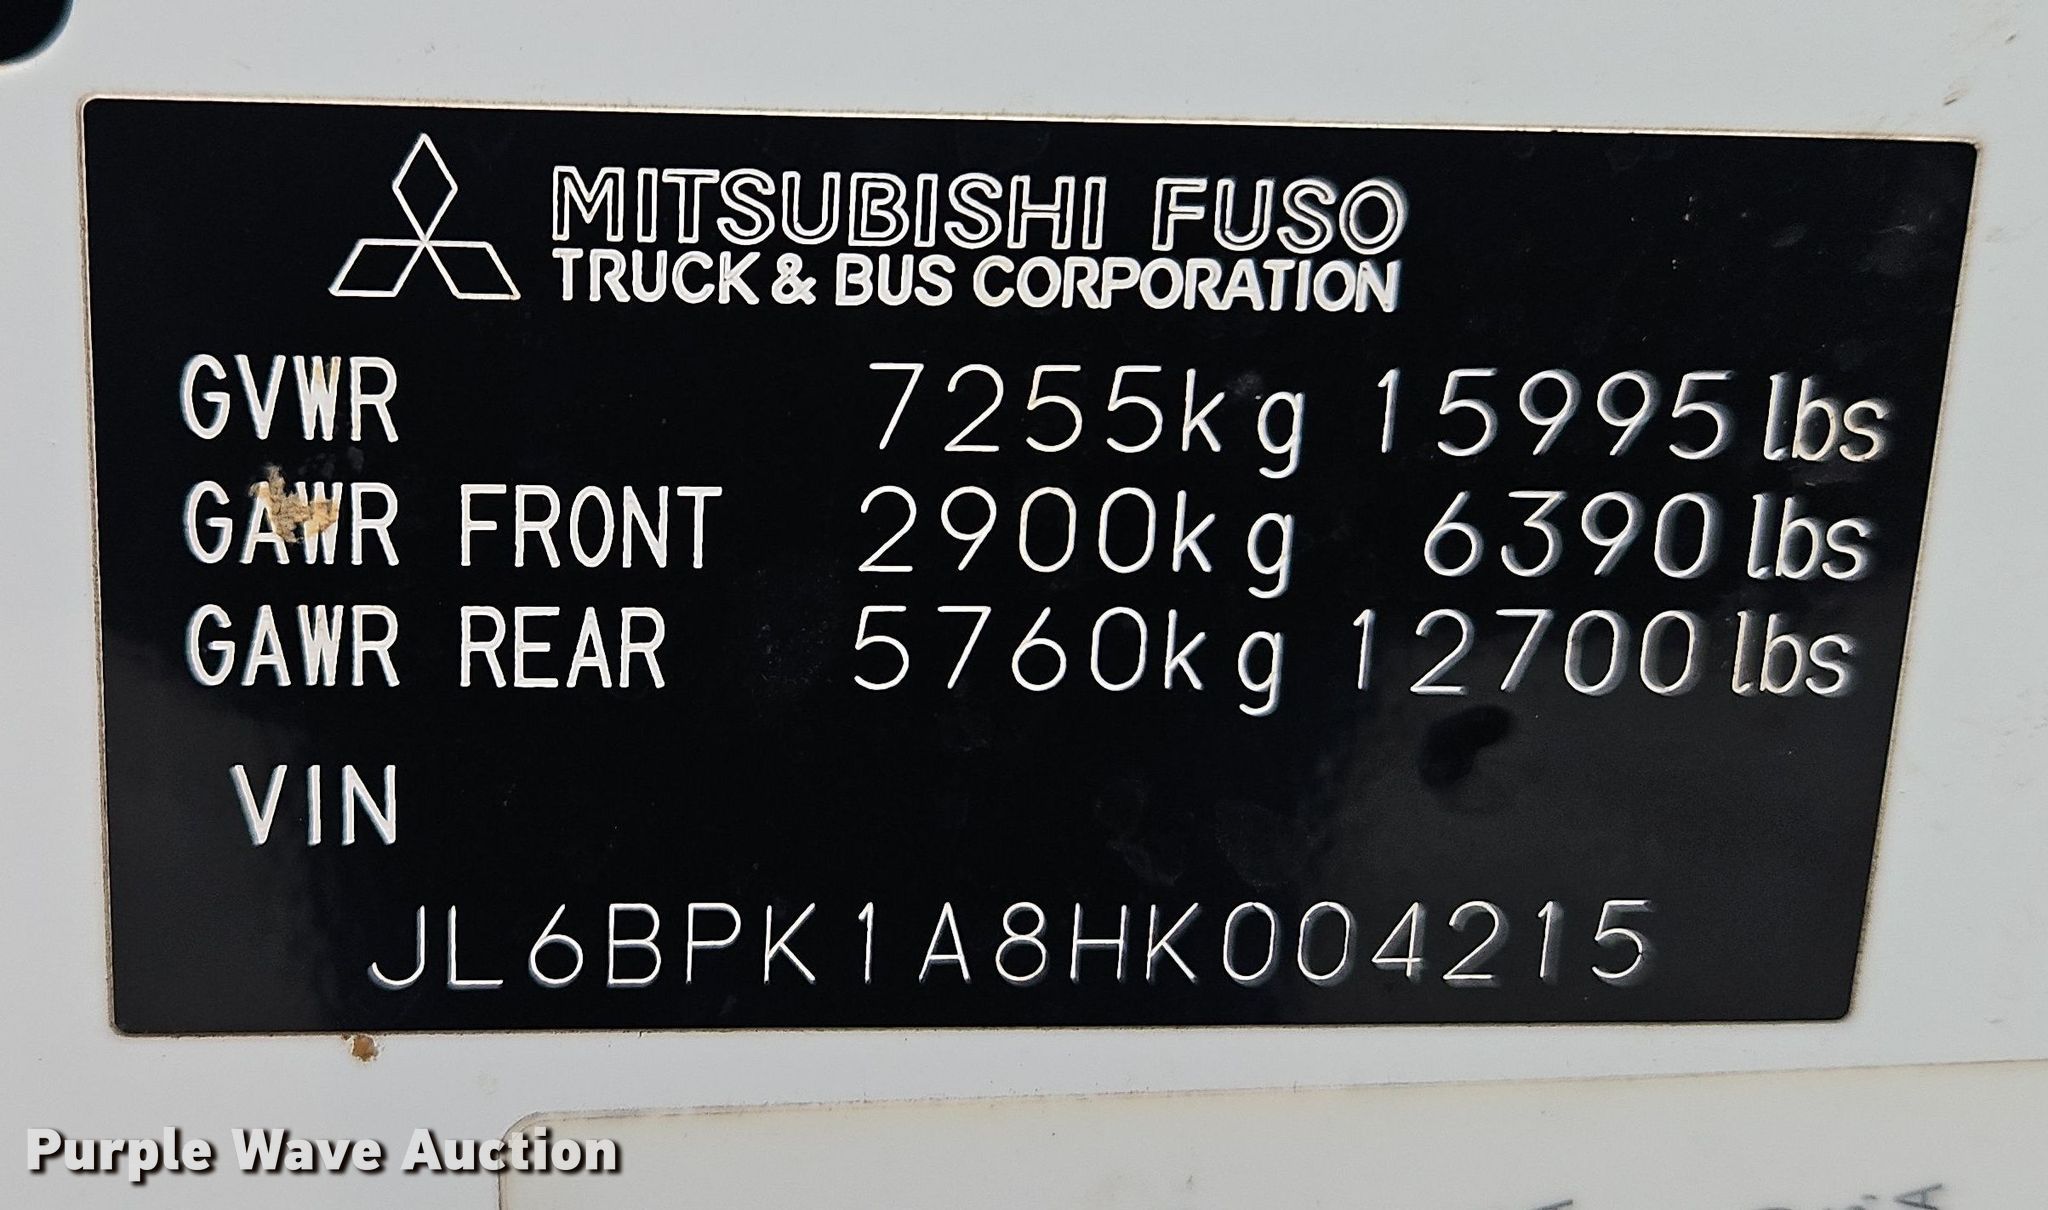 MITSUBISHI FUSO
TRUCK & BUS CORPORATION
GVWR 7255kg 15995lbs
GAWR FRONT 2900kg 6390lbs
GAWR REAR 5760kg 12700lbs
VIN
JL6BPK1A8HK004215
Purple Wave Auction